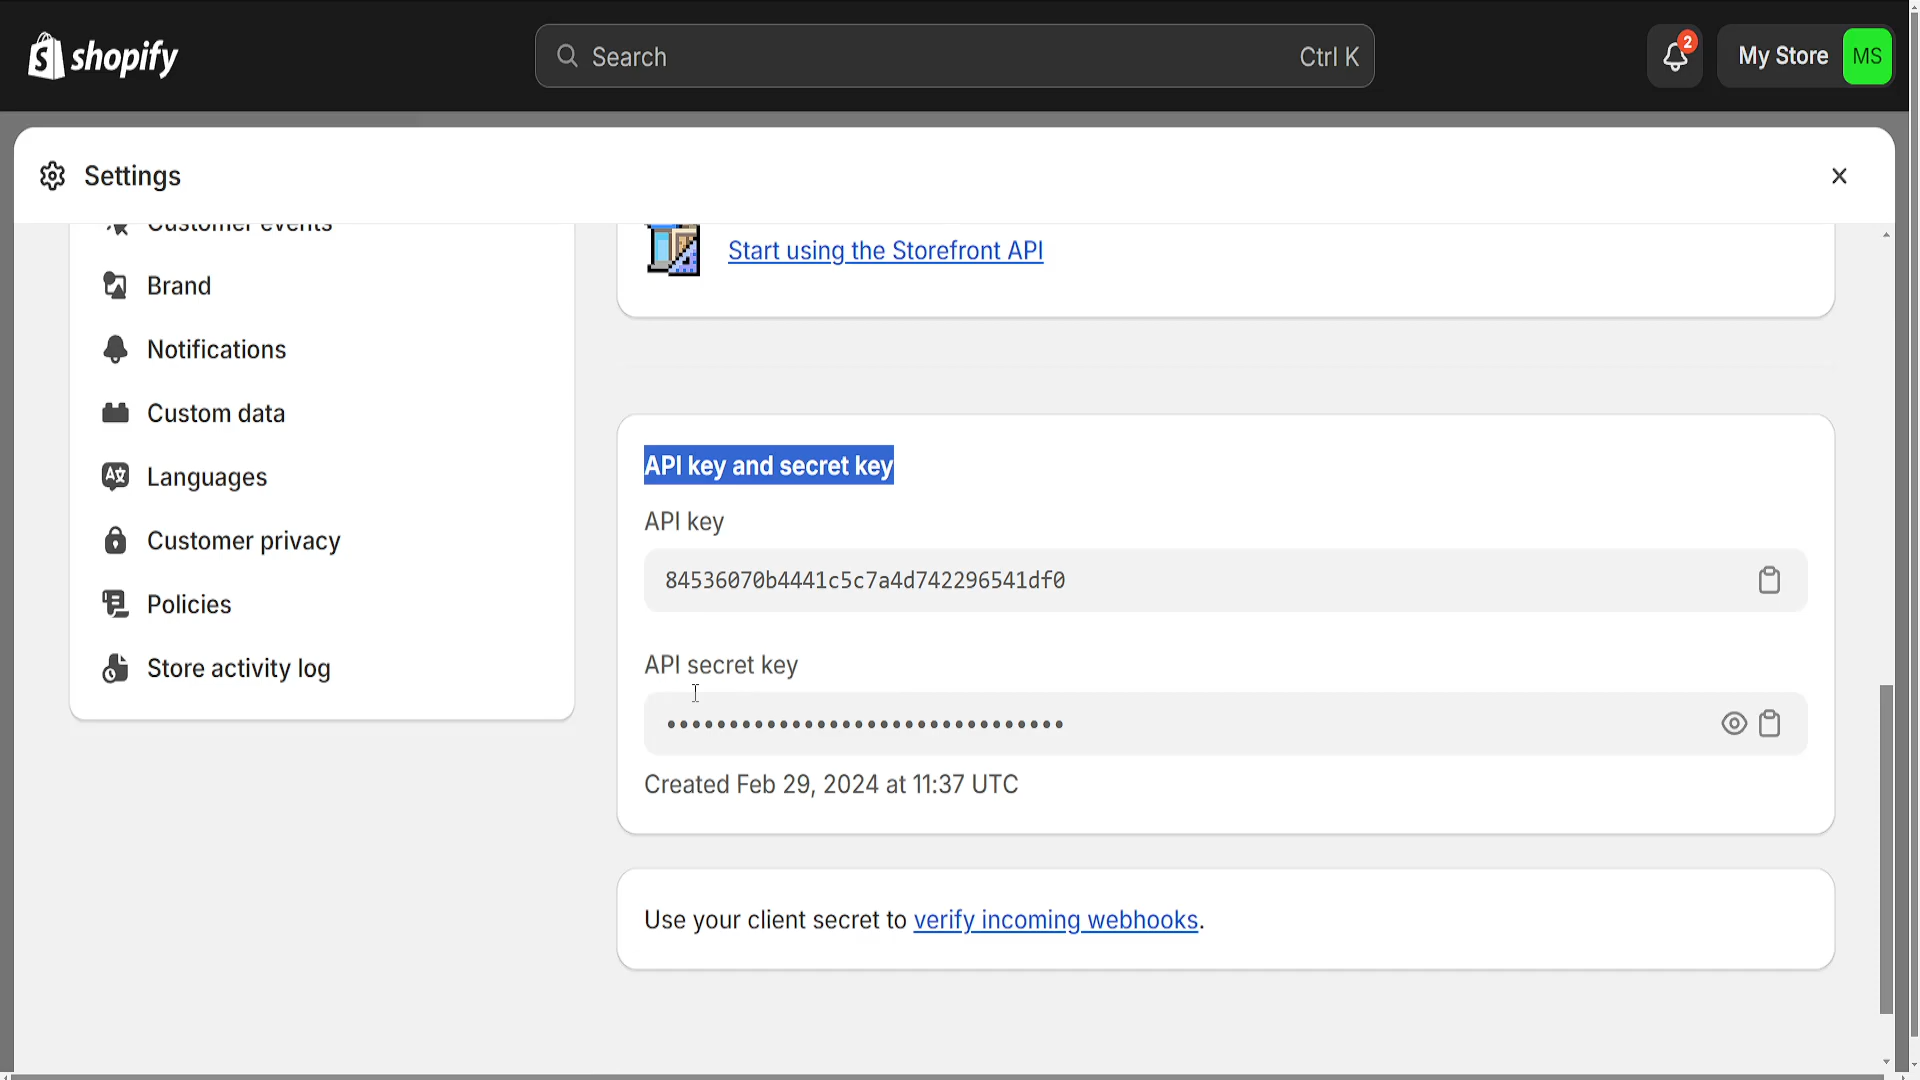 shopify
Search
Ctrl K
2
My Store
MS
Settings
Customer events
Brand
Notifications
Custom data
Languages
Customer privacy
Policies
Store activity log
Start using the Storefront API
API key and secret key
API key
84536070b4441c5c7a4d742296541df0
API secret key
••••••••••••••••••••••••••••••••
Created Feb 29, 2024 at 11:37 UTC
Use your client secret to verify incoming webhooks.